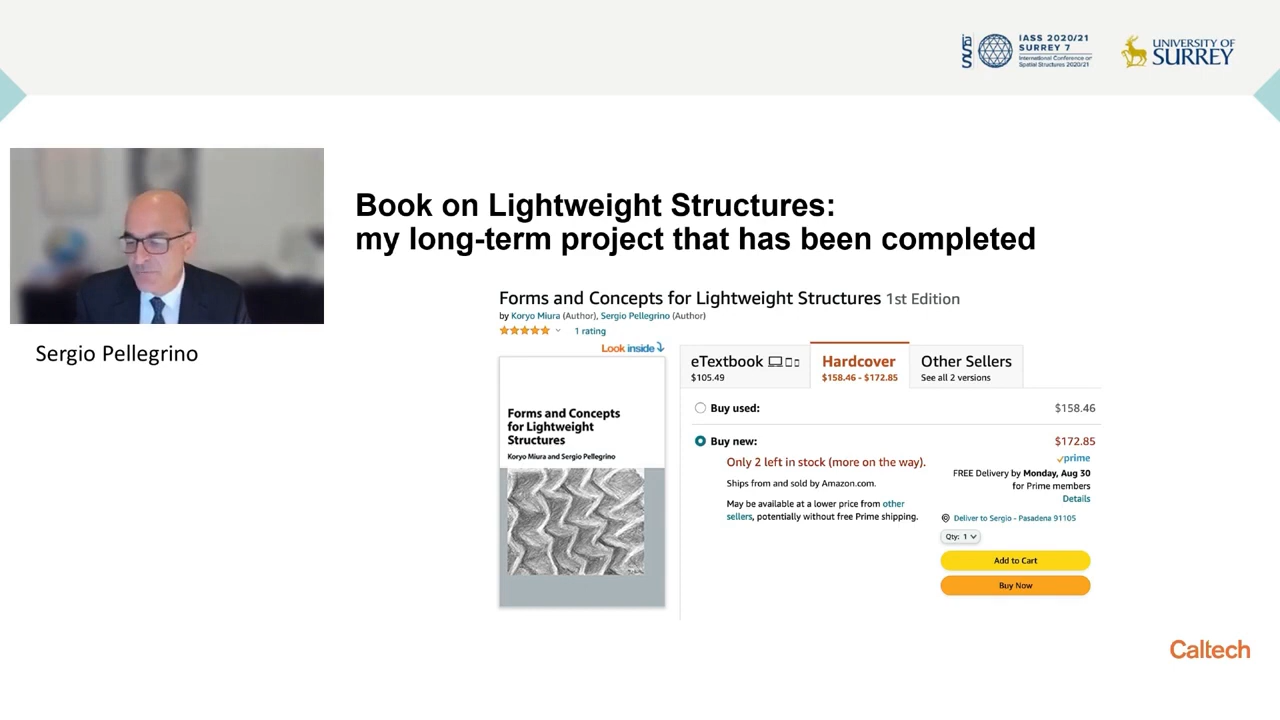 IASS 2020/21
SURREY 7
International Conference on
Spatial Structures 2020/21
UNIVERSITY OF
SURREY
Sergio Pellegrino
Book on Lightweight Structures:
my long-term project that has been completed
Forms and Concepts for Lightweight Structures 1st Edition
by Koryo Miura (Author), Sergio Pellegrino (Author)
1 rating
Look inside
Forms and Concepts
for Lightweight
Structures
Koryo Miura and Sergio Pellegrino
eTextbook
$105.49
Hardcover
$158.46 - $172.85
Other Sellers
See all 2 versions
Buy used:
$158.46
Buy new:
$172.85
prime
Only 2 left in stock (more on the way).
FREE Delivery by Monday, Aug 30
for Prime members
Details
Ships from and sold by Amazon.com.
May be available at a lower price from other
sellers, potentially without free Prime shipping.
Deliver to Sergio - Pasadena 91105
Qty: 1
Add to Cart
Buy Now
Caltech